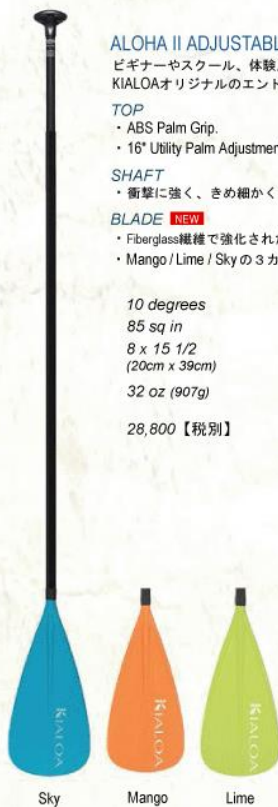 ALOHA II ADJUSTABL
ビギナーやスクール、体験
KIALOAオリジナルのエンド
TOP
・ABS Palm Grip.
・16" Utility Palm Adjustmen
SHAFT
・衝撃に強く、きめ細かく
BLADE NEW
・Fiberglass繊維で強化され
・Mango / Lime / Skyの3カ
10 degrees
85 sq in
8 x 15 1/2
(20cm x 39cm)
32 oz (907g)
28,800【税別】
KIALOA
KIALOA
KIALOA
Sky Mango Lime